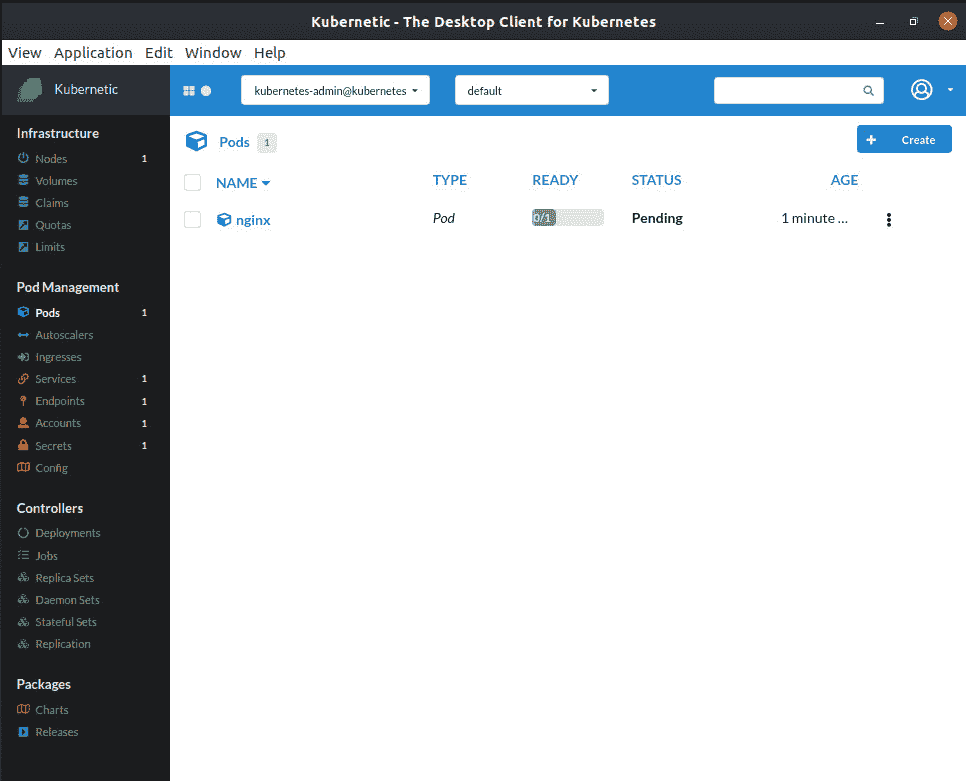 Kubernetic - The Desktop Client for Kubernetes
View Application Edit Window Help
Kubernetic
kubernetes-admin@kubernetes
default
Infrastructure
Nodes 1
Volumes
Claims
Quotas
Limits
Pod Management
Pods 1
Autoscalers
Ingresses
Services 1
Endpoints 1
Accounts 1
Secrets 1
Config
Controllers
Deployments
Jobs
Replica Sets
Daemon Sets
Stateful Sets
Replication
Packages
Charts
Releases
Pods 1
Create
NAME TYPE READY STATUS AGE
nginx Pod 0/1 Pending 1 minute ...